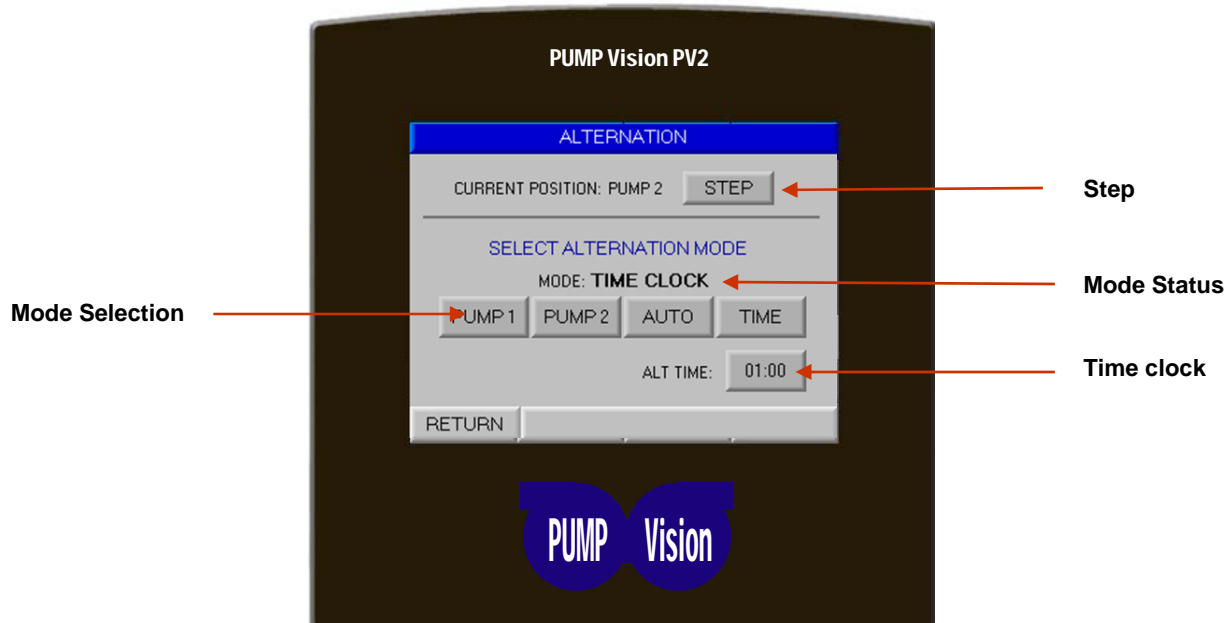 PUMP Vision PV2
ALTERNATION
CURRENT POSITION: PUMP 2 STEP
Step
SELECT ALTERNATION MODE
MODE: TIME CLOCK
Mode Status
Mode Selection
PUMP 1 PUMP 2 AUTO TIME
ALT TIME: 01:00
Time clock
RETURN
PUMP Vision